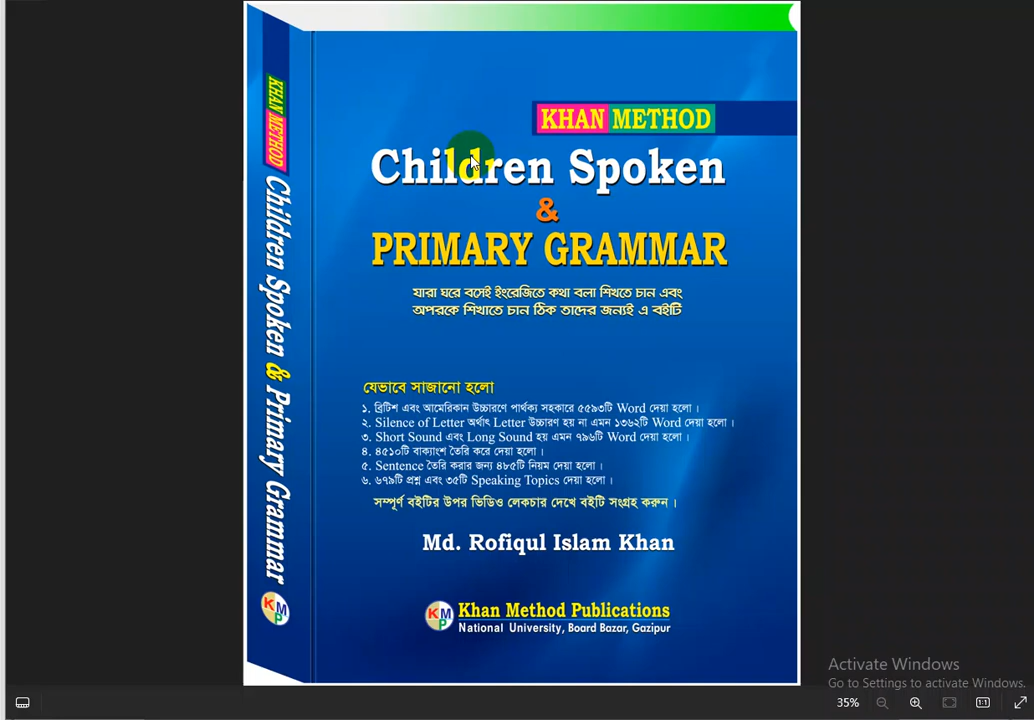 KHAN METHOD
Children Spoken
&
PRIMARY GRAMMAR
যারা ঘরে বসেই ইংরেজিতে কথা বলা শিখতে চান এবং
অপরকে শিখাতে চান ঠিক তাদের জন্যই এ বইটি
যেভাবে সাজানো হলো
১. ব্রিটিশ এবং আমেরিকান উচ্চারণে পার্থক্য সহকারে ৫৫৯৩টি Word দেয়া হলো।
২. Silence of Letter অর্থাৎ Letter উচ্চারণ হয় না এমন ১৩৬২টি Word দেয়া হলো।
৩. Short Sound এবং Long Sound হয় এমন ৭৯৬টি Word দেয়া হলো।
৪. ৪৫১০টি বাক্যাংশ তৈরি করে দেয়া হলো।
৫. Sentence তৈরি করার জন্য ৪৮৫টি নিয়ম দেয়া হলো।
৬. ৬৭৯টি প্রশ্ন এবং ৩৫টি Speaking Topics দেয়া হলো।
সম্পূর্ণ বইটির উপর ভিডিও লেকচার দেখে বইটি সংগ্রহ করুন।
Md. Rofiqul Islam Khan
KMP Khan Method Publications
National University, Board Bazar, Gazipur
KHAN METHOD Children Spoken & Primary Grammar
KMP
Activate Windows
Go to Settings to activate Windows.
35%
1:1